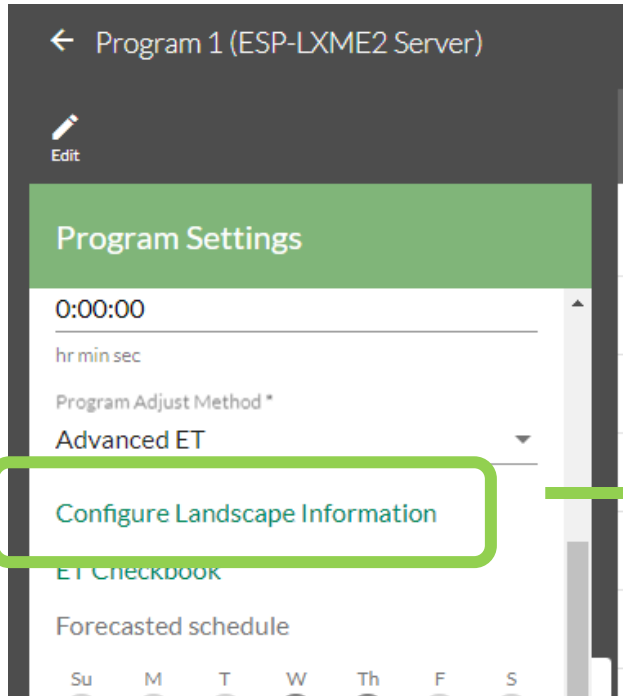 Program 1 (ESP-LXME2 Server)
Edit
Program Settings
0:00:00
hr min sec
Program Adjust Method *
Advanced ET
Configure Landscape Information
ET Checkbook
Forecasted schedule
Su M T W Th F S